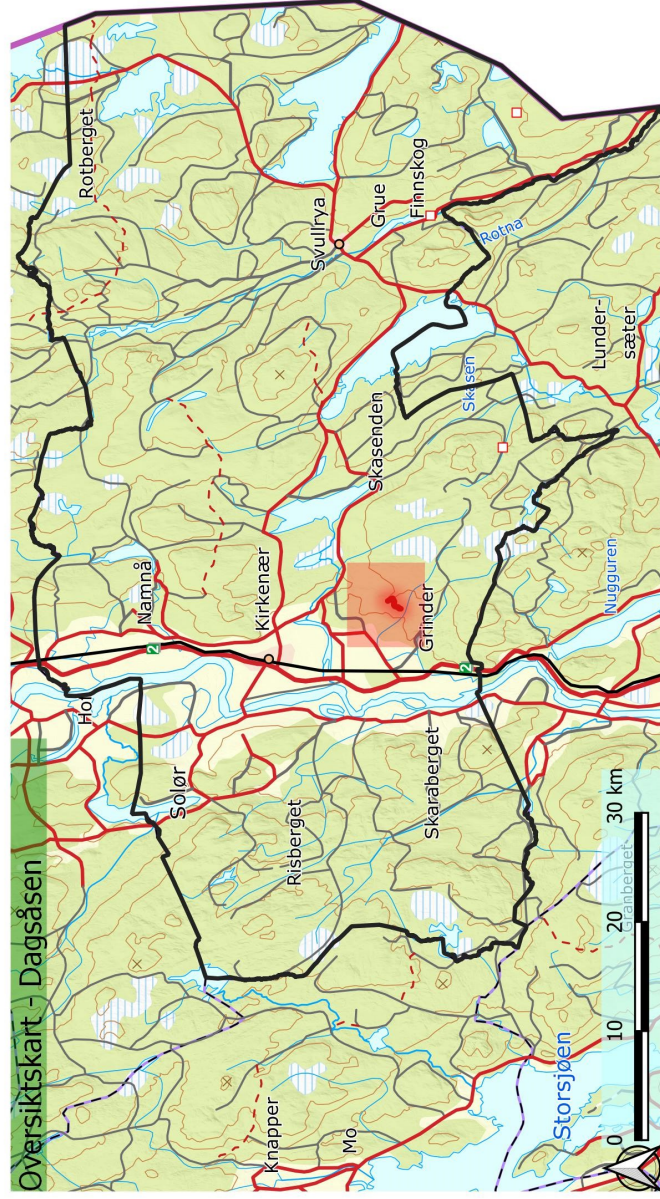 Oversiktskart - Dagsåsen
Rotberget
Svullrya
Grue
Finnskog
Rotna
Lunder-
sæter
Skasen
Skasenden
Namnå
Kirkenær
Grinder
Nugguren
2
2
Hof
Solør
Risberget
Skaraberget
Granberget
Knapper
Mo
Storsjøen
0 10 20 30 km